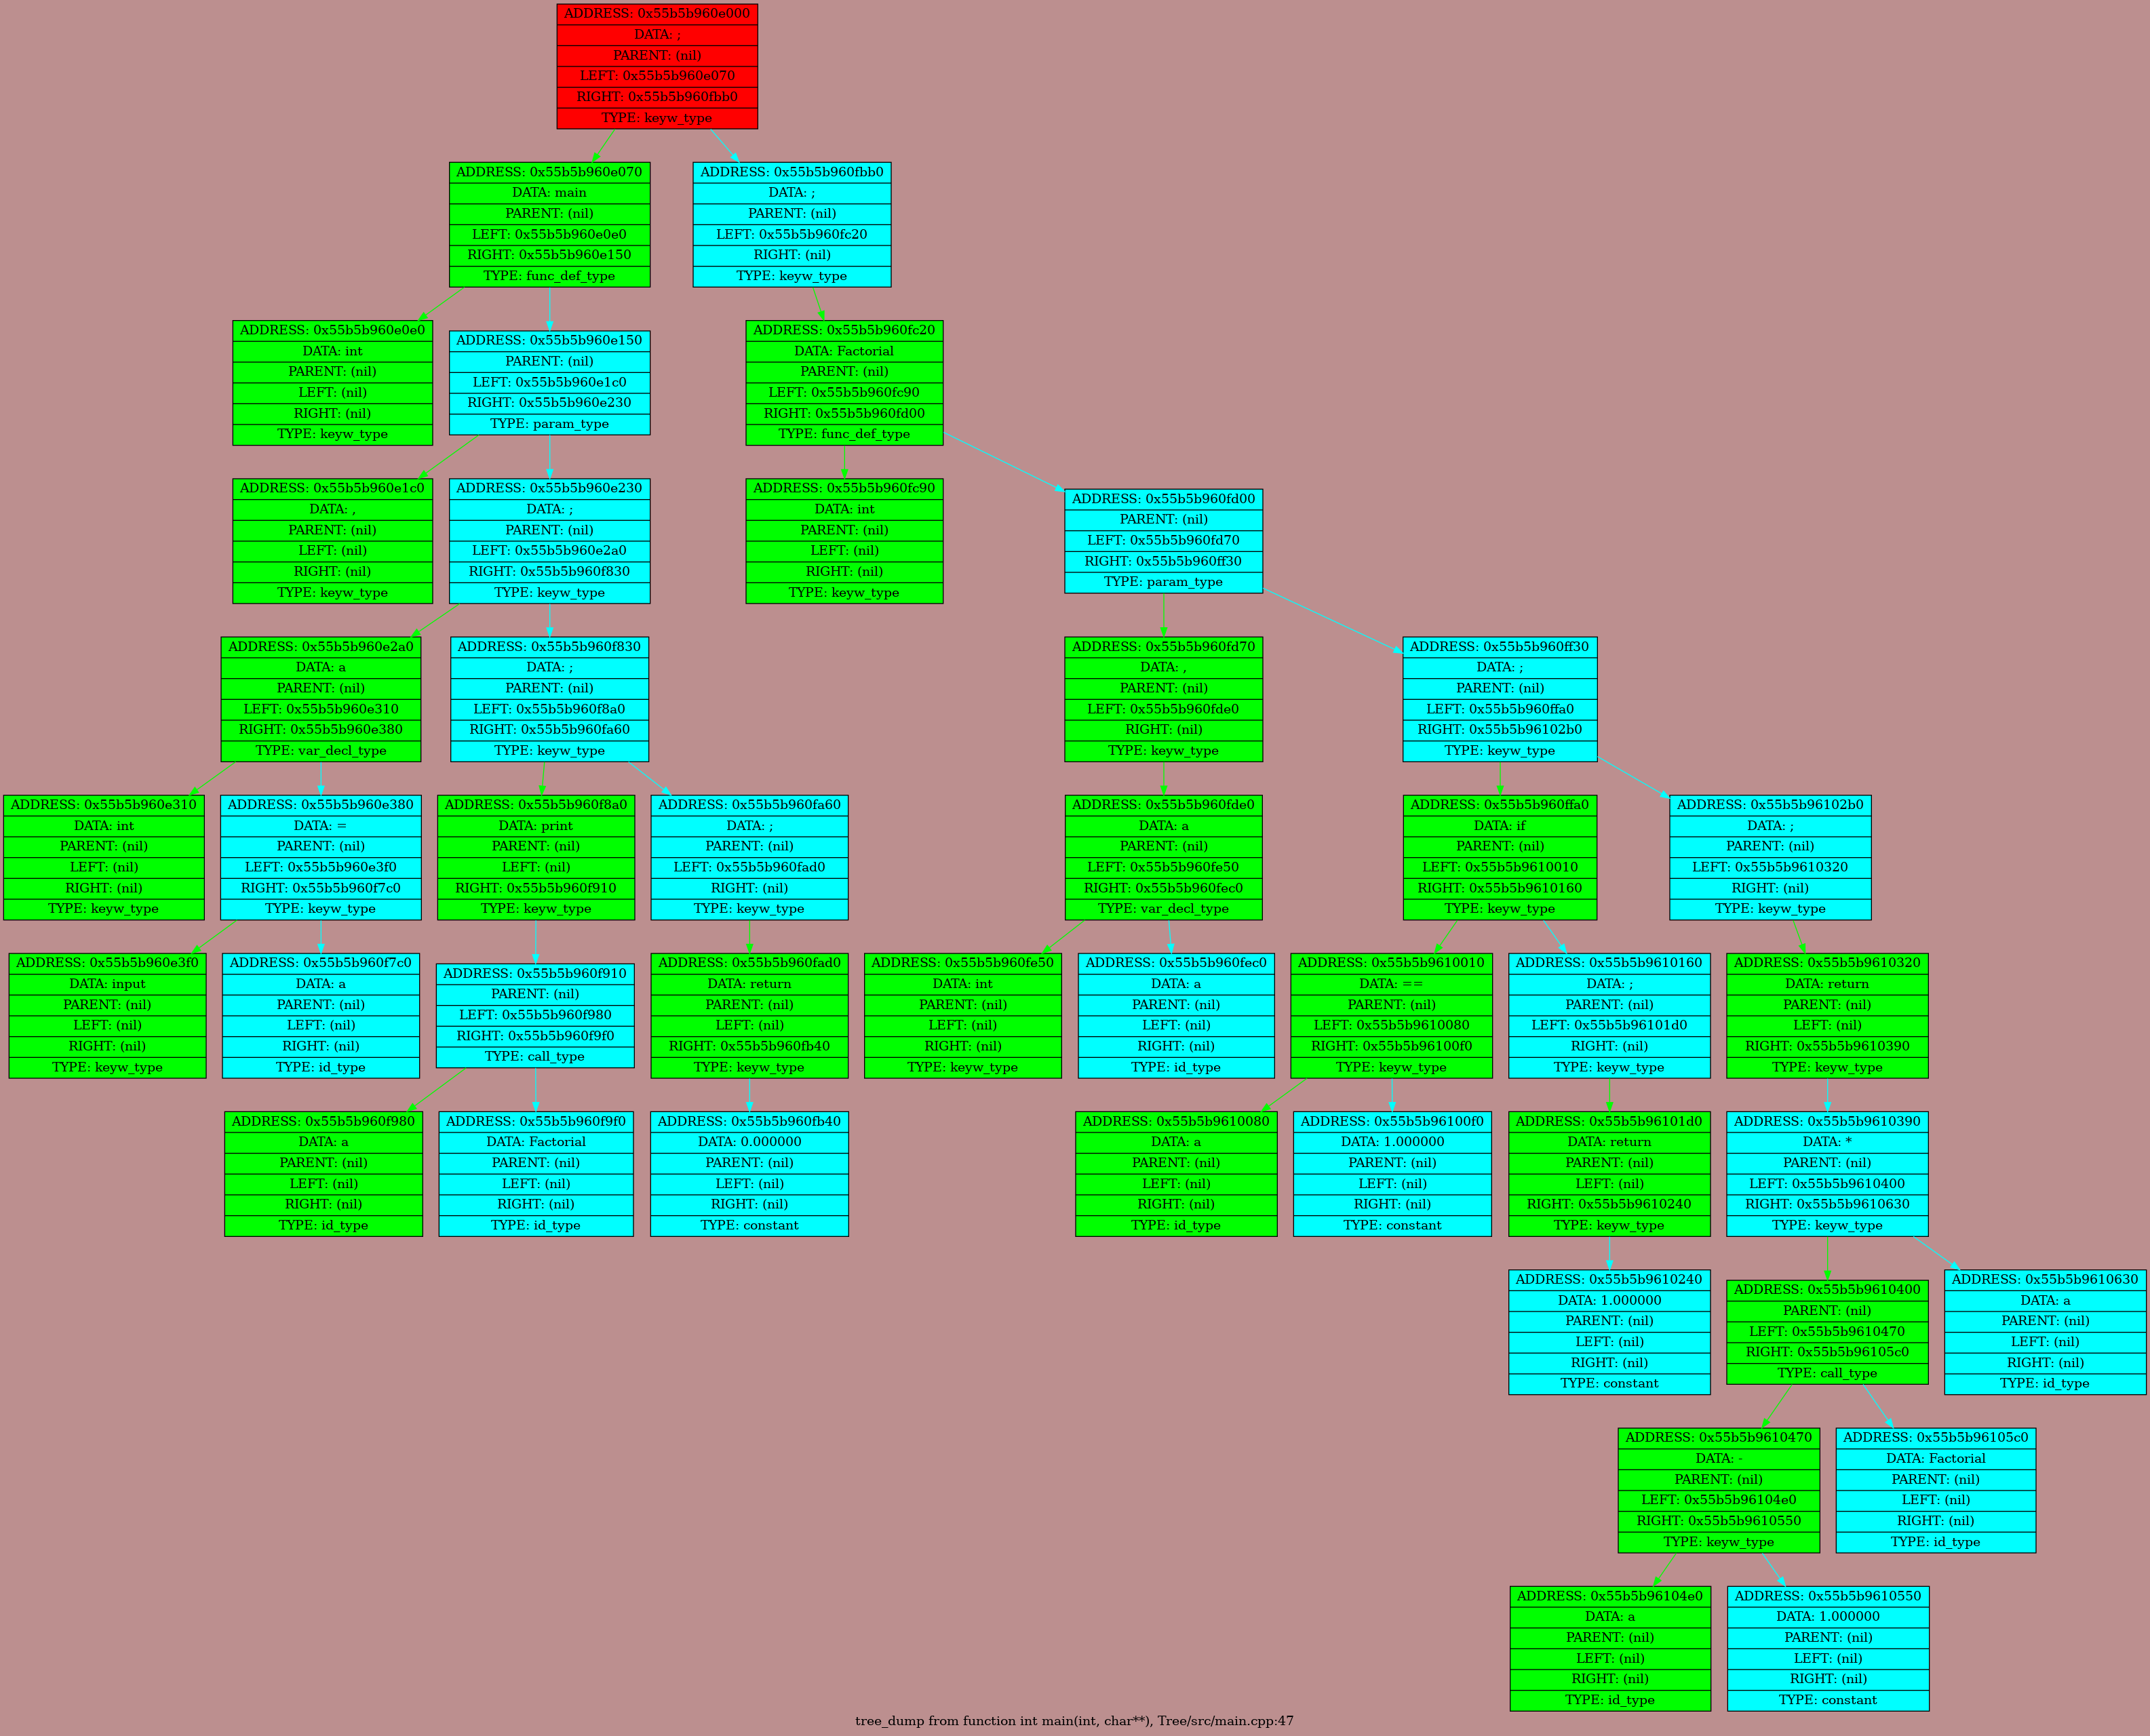 ADDRESS: 0x55b5b960e000
DATA: ;
PARENT: (nil)
LEFT: 0x55b5b960e070
RIGHT: 0x55b5b960fbb0
TYPE: keyw_type
ADDRESS: 0x55b5b960e070
DATA: main
PARENT: (nil)
LEFT: 0x55b5b960e0e0
RIGHT: 0x55b5b960e150
TYPE: func_def_type
ADDRESS: 0x55b5b960fbb0
DATA: ;
PARENT: (nil)
LEFT: 0x55b5b960fc20
RIGHT: (nil)
TYPE: keyw_type
ADDRESS: 0x55b5b960e0e0
DATA: int
PARENT: (nil)
LEFT: (nil)
RIGHT: (nil)
TYPE: keyw_type
ADDRESS: 0x55b5b960e150
PARENT: (nil)
LEFT: 0x55b5b960e1c0
RIGHT: 0x55b5b960e230
TYPE: param_type
ADDRESS: 0x55b5b960fc20
DATA: Factorial
PARENT: (nil)
LEFT: 0x55b5b960fc90
RIGHT: 0x55b5b960fd00
TYPE: func_def_type
ADDRESS: 0x55b5b960e1c0
DATA: ,
PARENT: (nil)
LEFT: (nil)
RIGHT: (nil)
TYPE: keyw_type
ADDRESS: 0x55b5b960e230
DATA: ;
PARENT: (nil)
LEFT: 0x55b5b960e2a0
RIGHT: 0x55b5b960f830
TYPE: keyw_type
ADDRESS: 0x55b5b960fc90
DATA: int
PARENT: (nil)
LEFT: (nil)
RIGHT: (nil)
TYPE: keyw_type
ADDRESS: 0x55b5b960fd00
PARENT: (nil)
LEFT: 0x55b5b960fd70
RIGHT: 0x55b5b960ff30
TYPE: param_type
ADDRESS: 0x55b5b960e2a0
DATA: a
PARENT: (nil)
LEFT: 0x55b5b960e310
RIGHT: 0x55b5b960e380
TYPE: var_decl_type
ADDRESS: 0x55b5b960f830
DATA: ;
PARENT: (nil)
LEFT: 0x55b5b960f8a0
RIGHT: 0x55b5b960fa60
TYPE: keyw_type
ADDRESS: 0x55b5b960fd70
DATA: ,
PARENT: (nil)
LEFT: 0x55b5b960fde0
RIGHT: (nil)
TYPE: keyw_type
ADDRESS: 0x55b5b960ff30
DATA: ;
PARENT: (nil)
LEFT: 0x55b5b960ffa0
RIGHT: 0x55b5b96102b0
TYPE: keyw_type
ADDRESS: 0x55b5b960e310
DATA: int
PARENT: (nil)
LEFT: (nil)
RIGHT: (nil)
TYPE: keyw_type
ADDRESS: 0x55b5b960e380
DATA: =
PARENT: (nil)
LEFT: 0x55b5b960e3f0
RIGHT: 0x55b5b960f7c0
TYPE: keyw_type
ADDRESS: 0x55b5b960f8a0
DATA: print
PARENT: (nil)
LEFT: (nil)
RIGHT: 0x55b5b960f910
TYPE: keyw_type
ADDRESS: 0x55b5b960fa60
DATA: ;
PARENT: (nil)
LEFT: 0x55b5b960fad0
RIGHT: (nil)
TYPE: keyw_type
ADDRESS: 0x55b5b960fde0
DATA: a
PARENT: (nil)
LEFT: 0x55b5b960fe50
RIGHT: 0x55b5b960fec0
TYPE: var_decl_type
ADDRESS: 0x55b5b960ffa0
DATA: if
PARENT: (nil)
LEFT: 0x55b5b9610010
RIGHT: 0x55b5b9610160
TYPE: keyw_type
ADDRESS: 0x55b5b96102b0
DATA: ;
PARENT: (nil)
LEFT: 0x55b5b9610320
RIGHT: (nil)
TYPE: keyw_type
ADDRESS: 0x55b5b960e3f0
DATA: input
PARENT: (nil)
LEFT: (nil)
RIGHT: (nil)
TYPE: keyw_type
ADDRESS: 0x55b5b960f7c0
DATA: a
PARENT: (nil)
LEFT: (nil)
RIGHT: (nil)
TYPE: id_type
ADDRESS: 0x55b5b960f910
PARENT: (nil)
LEFT: 0x55b5b960f980
RIGHT: 0x55b5b960f9f0
TYPE: call_type
ADDRESS: 0x55b5b960fad0
DATA: return
PARENT: (nil)
LEFT: (nil)
RIGHT: 0x55b5b960fb40
TYPE: keyw_type
ADDRESS: 0x55b5b960fe50
DATA: int
PARENT: (nil)
LEFT: (nil)
RIGHT: (nil)
TYPE: keyw_type
ADDRESS: 0x55b5b960fec0
DATA: a
PARENT: (nil)
LEFT: (nil)
RIGHT: (nil)
TYPE: id_type
ADDRESS: 0x55b5b9610010
DATA: ==
PARENT: (nil)
LEFT: 0x55b5b9610080
RIGHT: 0x55b5b96100f0
TYPE: keyw_type
ADDRESS: 0x55b5b9610160
DATA: ;
PARENT: (nil)
LEFT: 0x55b5b96101d0
RIGHT: (nil)
TYPE: keyw_type
ADDRESS: 0x55b5b9610320
DATA: return
PARENT: (nil)
LEFT: (nil)
RIGHT: 0x55b5b9610390
TYPE: keyw_type
ADDRESS: 0x55b5b960f980
DATA: a
PARENT: (nil)
LEFT: (nil)
RIGHT: (nil)
TYPE: id_type
ADDRESS: 0x55b5b960f9f0
DATA: Factorial
PARENT: (nil)
LEFT: (nil)
RIGHT: (nil)
TYPE: id_type
ADDRESS: 0x55b5b960fb40
DATA: 0.000000
PARENT: (nil)
LEFT: (nil)
RIGHT: (nil)
TYPE: constant
ADDRESS: 0x55b5b9610080
DATA: a
PARENT: (nil)
LEFT: (nil)
RIGHT: (nil)
TYPE: id_type
ADDRESS: 0x55b5b96100f0
DATA: 1.000000
PARENT: (nil)
LEFT: (nil)
RIGHT: (nil)
TYPE: constant
ADDRESS: 0x55b5b96101d0
DATA: return
PARENT: (nil)
LEFT: (nil)
RIGHT: 0x55b5b9610240
TYPE: keyw_type
ADDRESS: 0x55b5b9610390
DATA: *
PARENT: (nil)
LEFT: 0x55b5b9610400
RIGHT: 0x55b5b9610630
TYPE: keyw_type
ADDRESS: 0x55b5b9610240
DATA: 1.000000
PARENT: (nil)
LEFT: (nil)
RIGHT: (nil)
TYPE: constant
ADDRESS: 0x55b5b9610400
PARENT: (nil)
LEFT: 0x55b5b9610470
RIGHT: 0x55b5b96105c0
TYPE: call_type
ADDRESS: 0x55b5b9610630
DATA: a
PARENT: (nil)
LEFT: (nil)
RIGHT: (nil)
TYPE: id_type
ADDRESS: 0x55b5b9610470
DATA: -
PARENT: (nil)
LEFT: 0x55b5b96104e0
RIGHT: 0x55b5b9610550
TYPE: keyw_type
ADDRESS: 0x55b5b96105c0
DATA: Factorial
PARENT: (nil)
LEFT: (nil)
RIGHT: (nil)
TYPE: id_type
ADDRESS: 0x55b5b96104e0
DATA: a
PARENT: (nil)
LEFT: (nil)
RIGHT: (nil)
TYPE: id_type
ADDRESS: 0x55b5b9610550
DATA: 1.000000
PARENT: (nil)
LEFT: (nil)
RIGHT: (nil)
TYPE: constant
tree_dump from function int main(int, char**), Tree/src/main.cpp:47